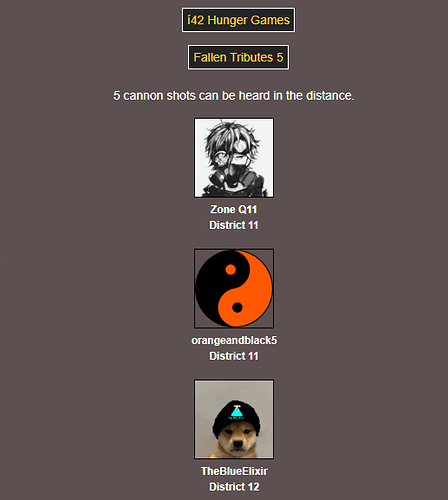 í42 Hunger Games
Fallen Tributes 5
5 cannon shots can be heard in the distance.
Zone Q11
District 11
orangeandblack5
District 11
TheBlueElixir
District 12